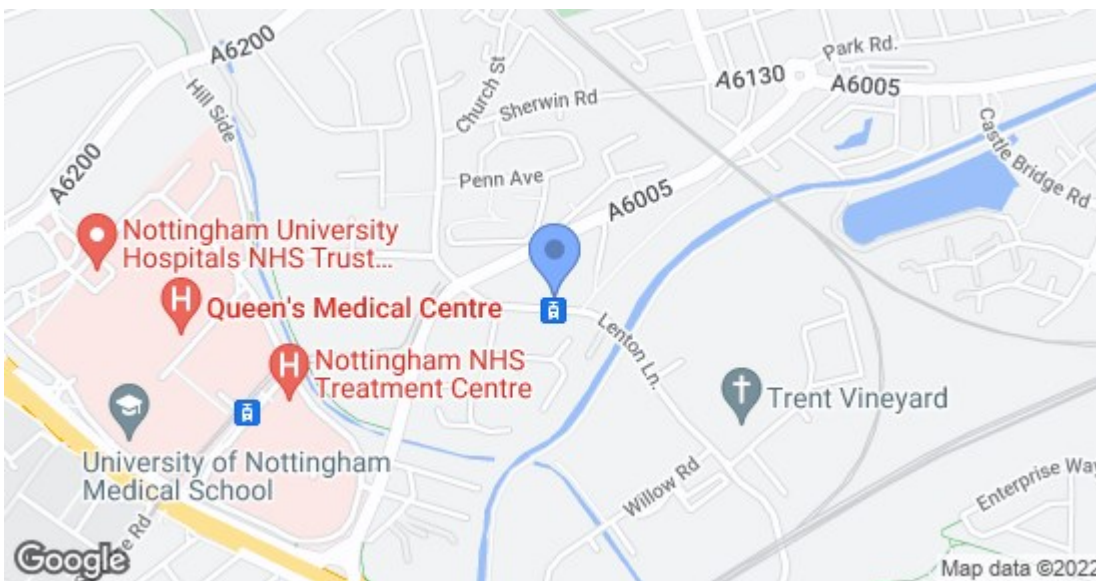 A6200
Hill Side
Church St
Sherwin Rd
Park Rd.
A6130
A6005
Castle Bridge Rd
A6200
Penn Ave
A6005
Nottingham University
Hospitals NHS Trust...
Queen's Medical Centre
Nottingham NHS
Treatment Centre
Lenton Ln.
Trent Vineyard
University of Nottingham
Medical School
Willow Rd
Enterprise Way
Rd
Google
Map data ©2022